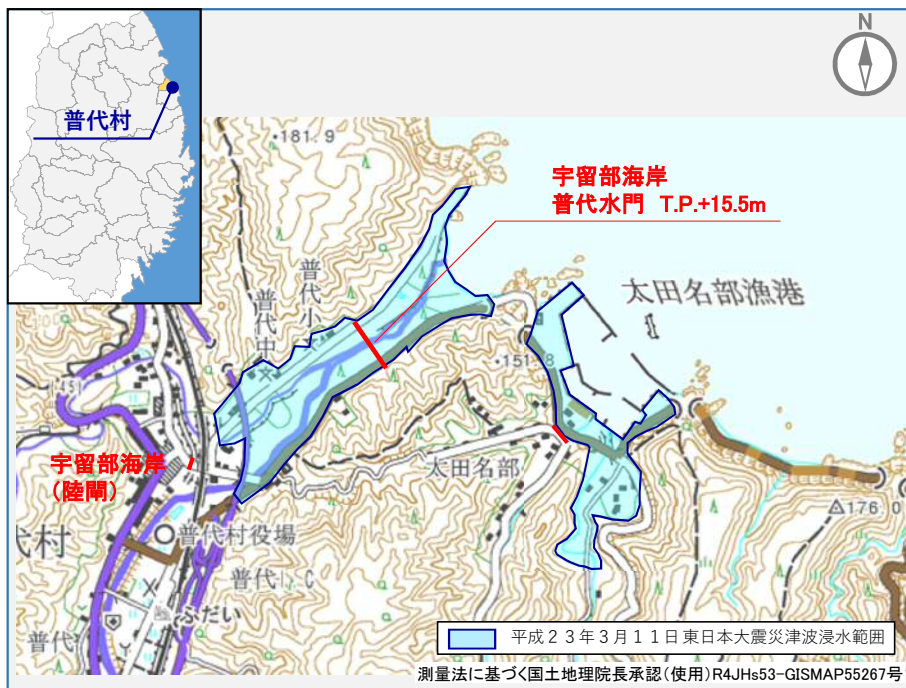 普代村
N
181.9
宇留部海岸
普代水門 T.P.+15.5m
太田名部漁港
普代小
普代中
151.8
451
宇留部海岸
(陸閘)
太田名部
176.0
代村
普代村役場
普代I.C
ふだい
普代
平成23年3月11日東日本大震災津波浸水範囲
測量法に基づく国土地理院長承認(使用)R4JHs53-GISMAP55267号